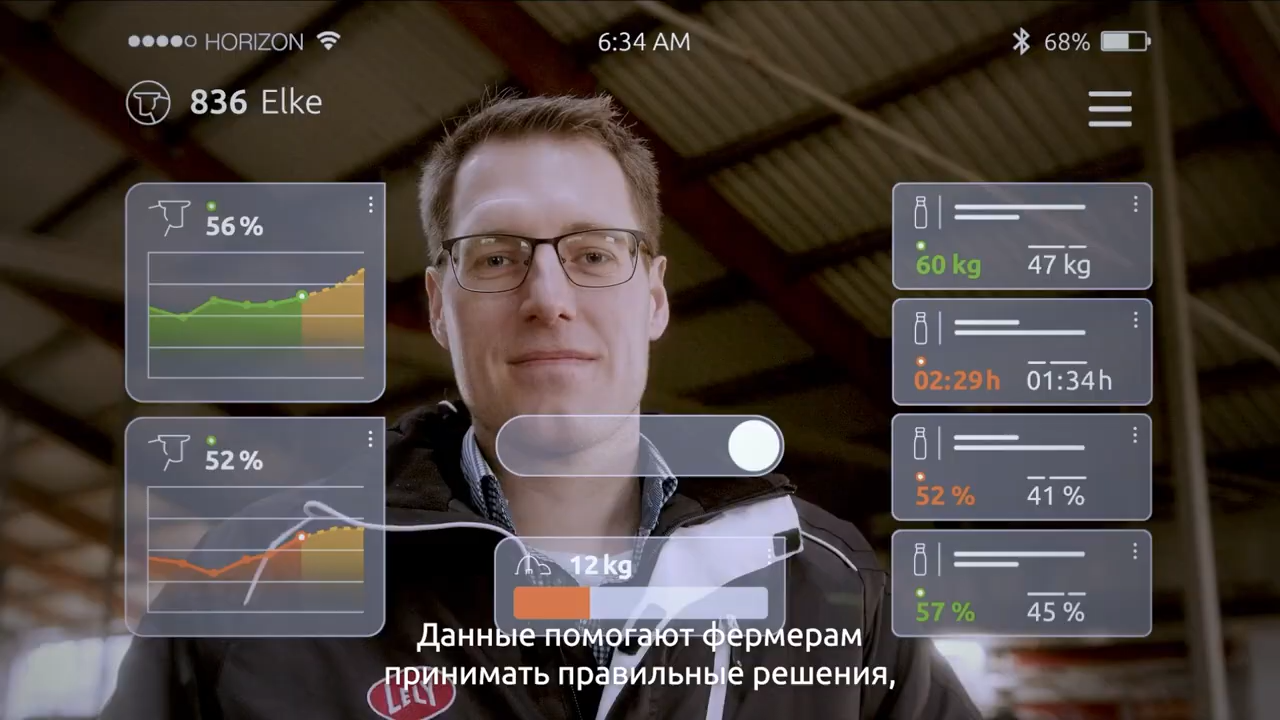 HORIZON
6:34 AM
68%
836 Elke
56 %
52 %
60 kg 47 kg
02:29 h 01:34 h
52 % 41 %
57 % 45 %
12 kg
Данные помогают фермерам
принимать правильные решения,
LELY